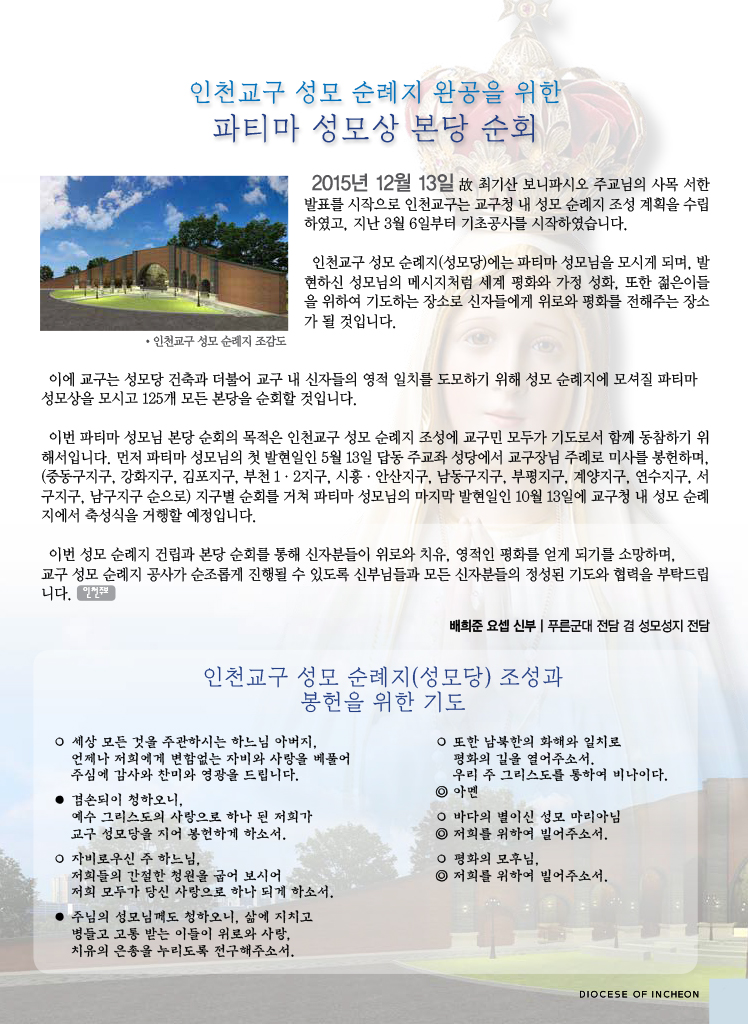 인천교구 성모 순례지 완공을 위한
파티마 성모상 본당 순회
2015년 12월 13일 故 최기산 보니파시오 주교님의 사목 서한
발표를 시작으로 인천교구는 교구청 내 성모 순례지 조성 계획을 수립
하였고, 지난 3월 6일부터 기초공사를 시작하였습니다.
인천교구 성모 순례지(성모당)에는 파티마 성모님을 모시게 되며, 발
현하신 성모님의 메시지처럼 세계 평화와 가정 성화, 또한 젊은이들
을 위하여 기도하는 장소로 신자들에게 위로와 평화를 전해주는 장소
가 될 것입니다.
• 인천교구 성모 순례지 조감도
이에 교구는 성모당 건축과 더불어 교구 내 신자들의 영적 일치를 도모하기 위해 성모 순례지에 모셔질 파티마
성모상을 모시고 125개 모든 본당을 순회할 것입니다.
이번 파티마 성모님 본당 순회의 목적은 인천교구 성모 순례지 조성에 교구민 모두가 기도로서 함께 동참하기 위
해서입니다. 먼저 파티마 성모님의 첫 발현일인 5월 13일 답동 주교좌 성당에서 교구장님 주례로 미사를 봉헌하며,
(중동구지구, 강화지구, 김포지구, 부천 1·2지구, 시흥·안산지구, 남동구지구, 부평지구, 계양지구, 연수지구, 서
구지구, 남구지구 순으로) 지구별 순회를 거쳐 파티마 성모님의 마지막 발현일인 10월 13일에 교구청 내 성모 순례
지에서 축성식을 거행할 예정입니다.
이번 성모 순례지 건립과 본당 순회를 통해 신자분들이 위로와 치유, 영적인 평화를 얻게 되기를 소망하며,
교구 성모 순례지 공사가 순조롭게 진행될 수 있도록 신부님들과 모든 신자분들의 정성된 기도와 협력을 부탁드립
니다. 인천주보
배희준 요셉 신부 | 푸른군대 전담 겸 성모성지 전담
인천교구 성모 순례지(성모당) 조성과
봉헌을 위한 기도
○ 세상 모든 것을 주관하시는 하느님 아버지,
언제나 저희에게 변함없는 자비와 사랑을 베풀어
주심에 감사와 찬미와 영광을 드립니다.
● 겸손되이 청하오니,
예수 그리스도의 사랑으로 하나 된 저희가
교구 성모당을 지어 봉헌하게 하소서.
○ 자비로우신 주 하느님,
저희들의 간절한 청원을 굽어 보시어
저희 모두가 당신 사랑으로 하나 되게 하소서.
● 주님의 성모님께도 청하오니, 삶에 지치고
병들고 고통 받는 이들이 위로와 사랑,
치유의 은총을 누리도록 전구해주소서.
○ 또한 남북한의 화해와 일치로
평화의 길을 열어주소서.
우리 주 그리스도를 통하여 비나이다.
◎ 아멘
○ 바다의 별이신 성모 마리아님
◎ 저희를 위하여 빌어주소서.
○ 평화의 모후님,
◎ 저희를 위하여 빌어주소서.
DIOCESE OF INCHEON